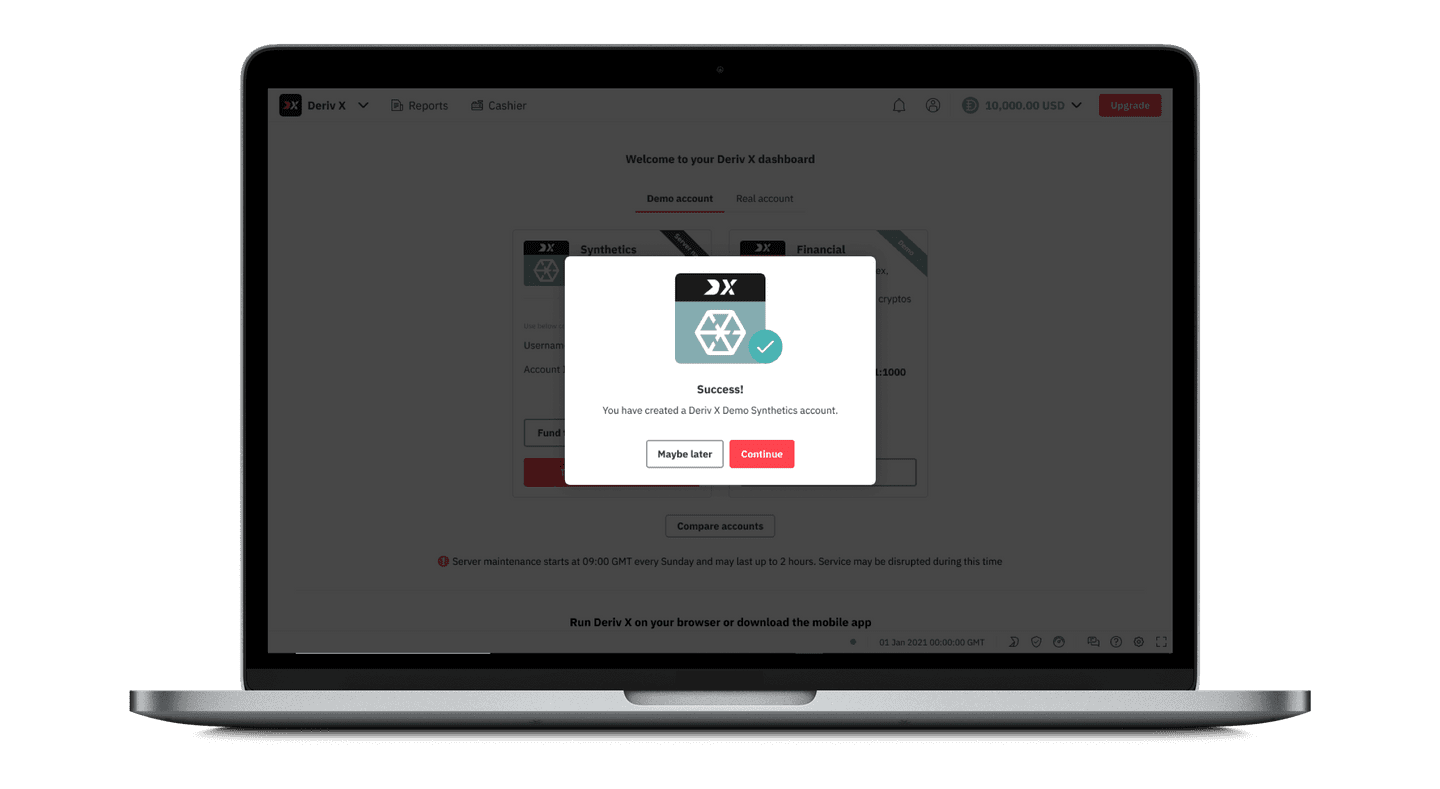 Deriv X
Reports
Cashier
10,000.00 USD
Upgrade
Welcome to your Deriv X dashboard
Demo account
Real account
Synthetics
Server
Financial
Demo
ex,
cryptos
Usernam
Account
:1000
Fund
Success!
You have created a Deriv X Demo Synthetics account.
Maybe later
Continue
Compare accounts
Server maintenance starts at 09:00 GMT every Sunday and may last up to 2 hours. Service may be disrupted during this time
Run Deriv X on your browser or download the mobile app
01 Jan 2021 00:00:00 GMT